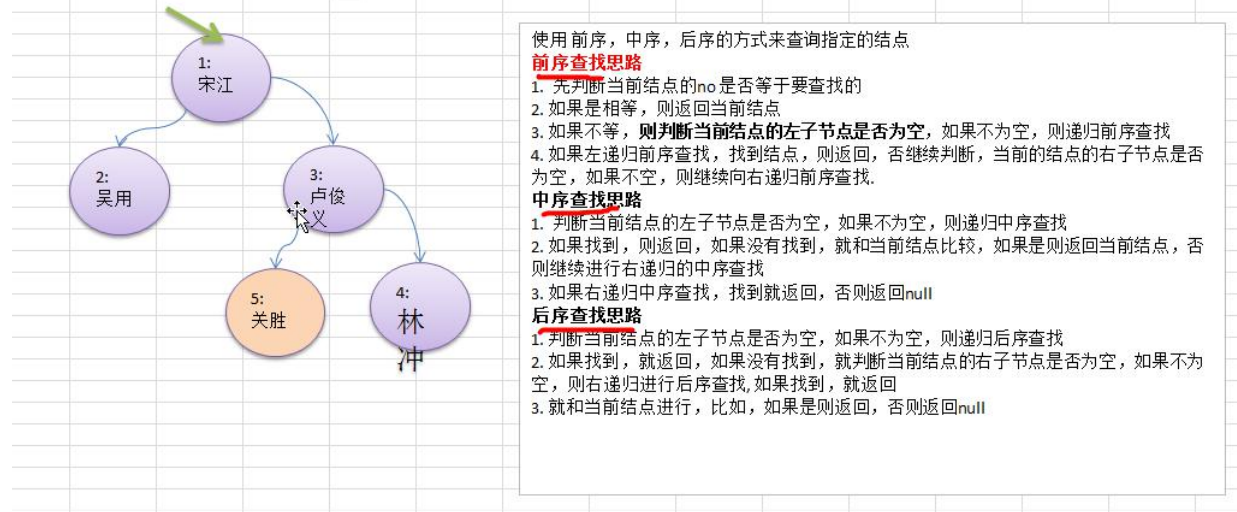 1:
宋江
2:
吴用
3:
卢俊
义
5:
关胜
4:
林
冲
使用前序，中序，后序的方式来查询指定的结点
前序查找思路
1. 先判断当前结点的no是否等于要查找的
2. 如果是相等，则返回当前结点
3. 如果不等，则判断当前结点的左子节点是否为空，如果不为空，则递归前序查找
4. 如果左递归前序查找，找到结点，则返回，否继续判断，当前的结点的右子节点是否
为空，如果不空，则继续向右递归前序查找.
中序查找思路
1. 判断当前结点的左子节点是否为空，如果不为空，则递归中序查找
2. 如果找到，则返回，如果没有找到，就和当前结点比较，如果是则返回当前结点，否
则继续进行右递归的中序查找
3. 如果右递归中序查找，找到就返回，否则返回null
后序查找思路
1. 判断当前结点的左子节点是否为空，如果不为空，则递归后序查找
2. 如果找到，就返回，如果没有找到，就判断当前结点的右子节点是否为空，如果不为
空，则右递归进行后序查找,如果找到，就返回
3. 就和当前结点进行，比如，如果是则返回，否则返回null